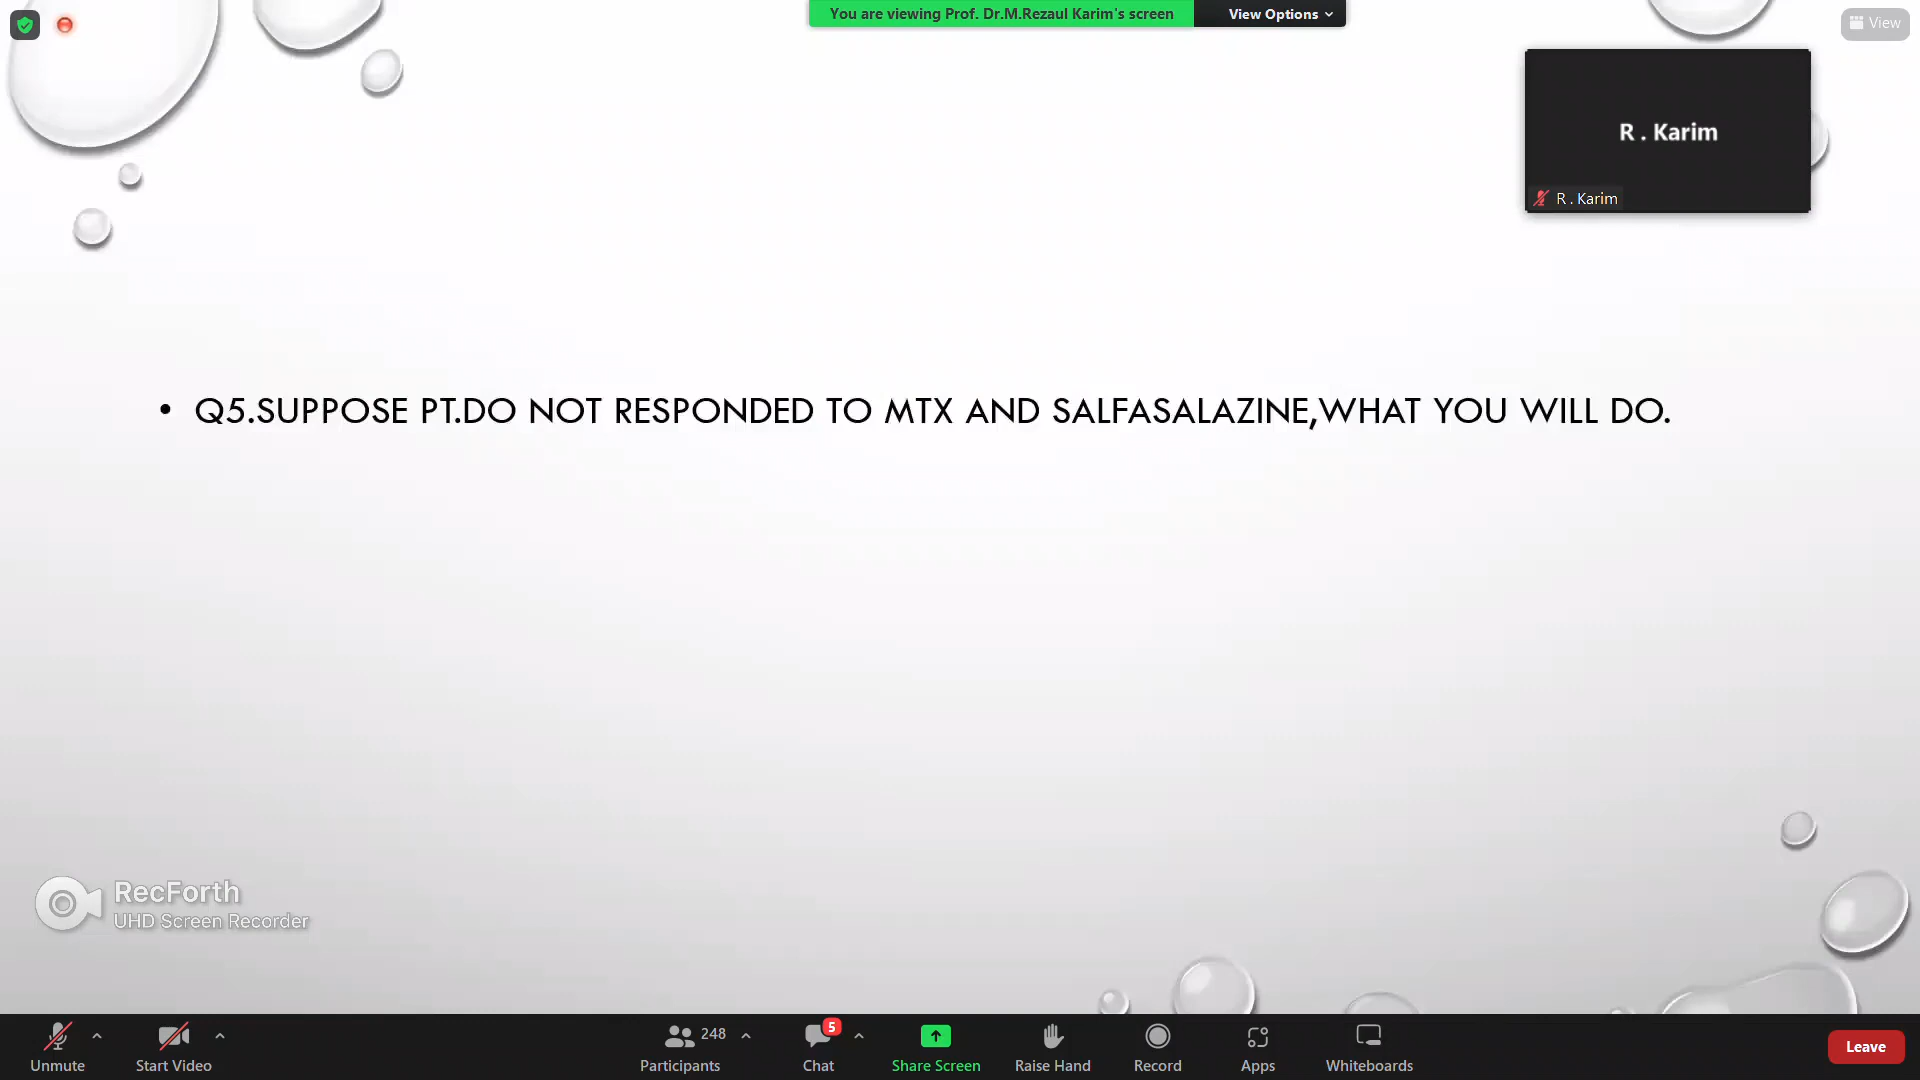 You are viewing Prof. Dr.M.Rezaul Karim's screen
View Options
View
R . Karim
R . Karim
• Q5.SUPPOSE PT.DO NOT RESPONDED TO MTX AND SALFASALAZINE,WHAT YOU WILL DO.
RecForth
UHD Screen Recorder
Unmute
Start Video
248
Participants
5
Chat
Share Screen
Raise Hand
Record
Apps
Whiteboards
Leave